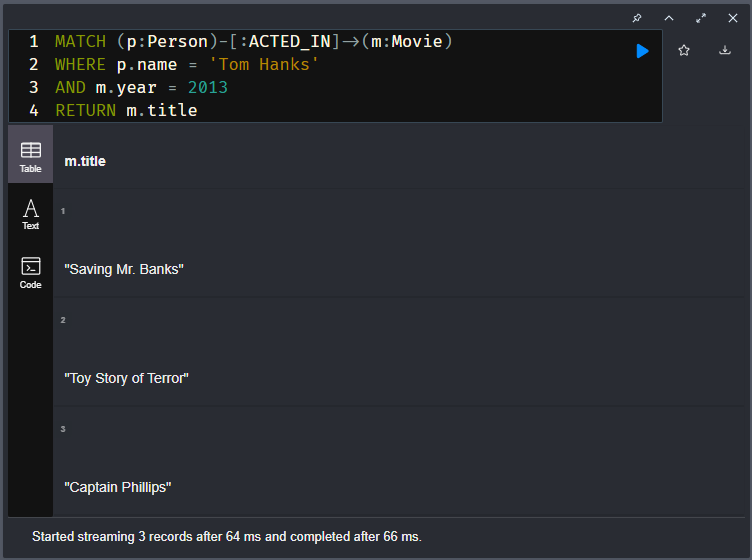 1 MATCH (p:Person)-[:ACTED_IN]->(m:Movie)
2 WHERE p.name = 'Tom Hanks'
3 AND m.year = 2013
4 RETURN m.title
Table
m.title
1
Text
"Saving Mr. Banks"
Code
2
"Toy Story of Terror"
3
"Captain Phillips"
Started streaming 3 records after 64 ms and completed after 66 ms.